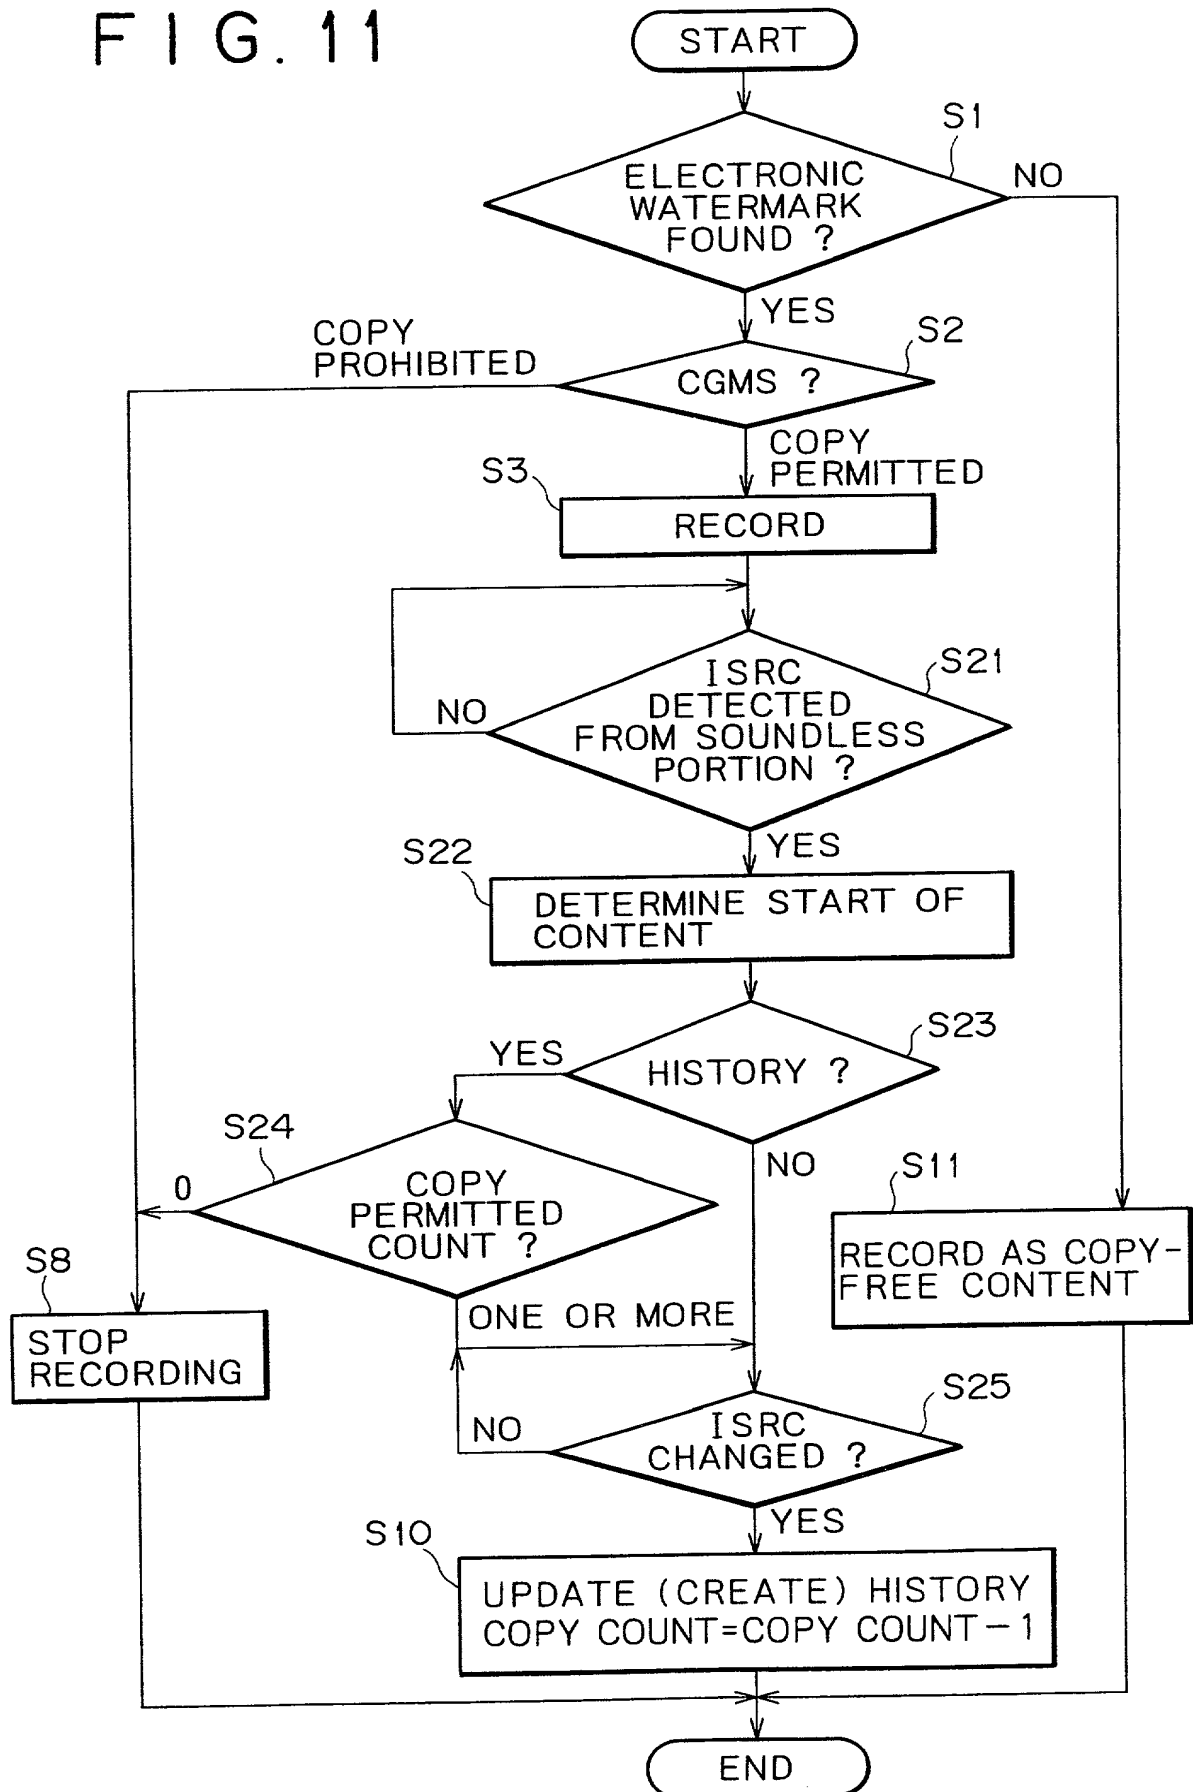 FIG. 11
START
S1
ELECTRONIC
WATERMARK
FOUND ?
NO
YES
COPY
PROHIBITED
S2
CGMS ?
COPY
PERMITTED
S3
RECORD
S21
ISRC
DETECTED
FROM SOUNDLESS
PORTION ?
NO
YES
S22
DETERMINE START OF
CONTENT
S23
HISTORY ?
YES
NO
S24
COPY
PERMITTED
COUNT ?
0
S11
RECORD AS COPY-
FREE CONTENT
S8
STOP
RECORDING
ONE OR MORE
S25
ISRC
CHANGED ?
NO
YES
S10
UPDATE (CREATE) HISTORY
COPY COUNT=COPY COUNT-1
END